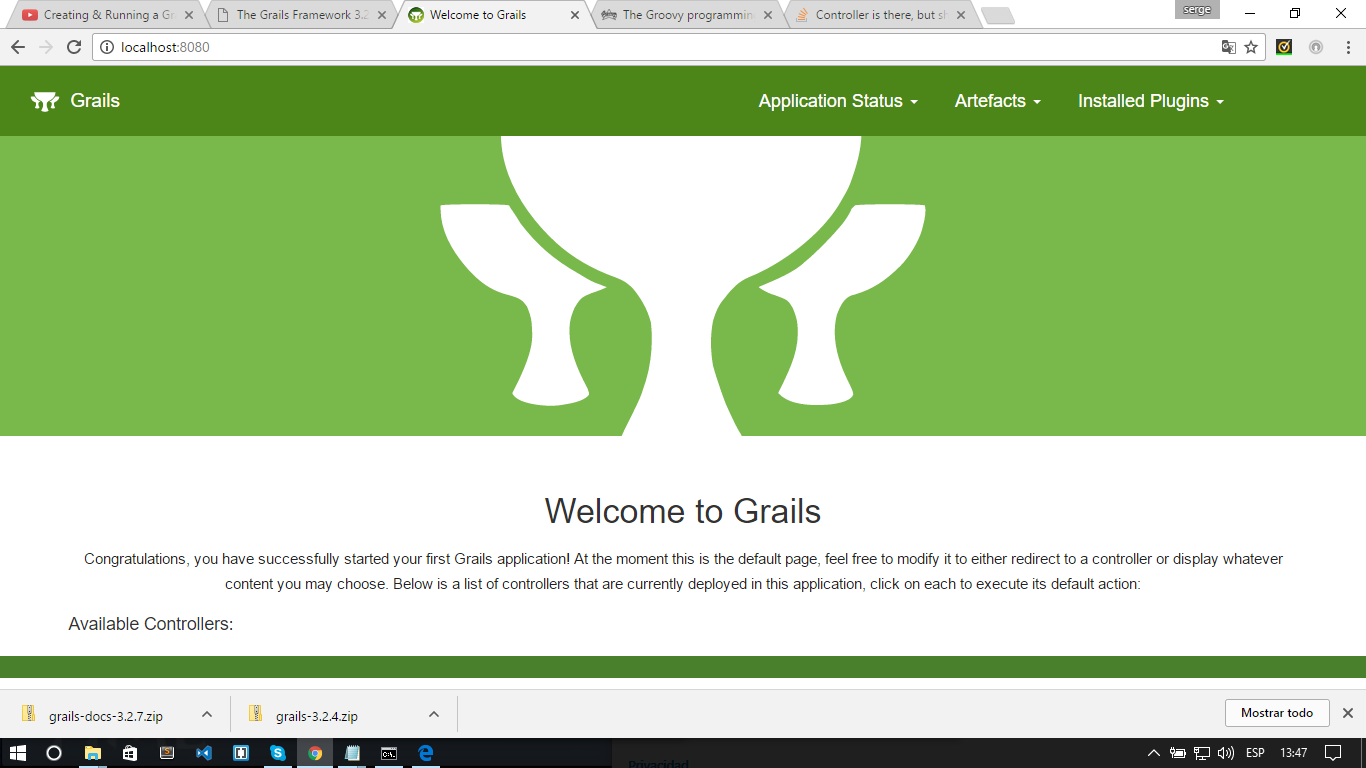 Creating & Running a Gr
The Grails Framework 3.2
Welcome to Grails
The Groovy programmin
Controller is there, but sh
serge
localhost:8080
Grails
Application Status
Artefacts
Installed Plugins
Welcome to Grails
Congratulations, you have successfully started your first Grails application! At the moment this is the default page, feel free to modify it to either redirect to a controller or display whatever
content you may choose. Below is a list of controllers that are currently deployed in this application, click on each to execute its default action:
Available Controllers:
grails-docs-3.2.7.zip
grails-3.2.4.zip
Mostrar todo
ESP
13:47
Privacidad